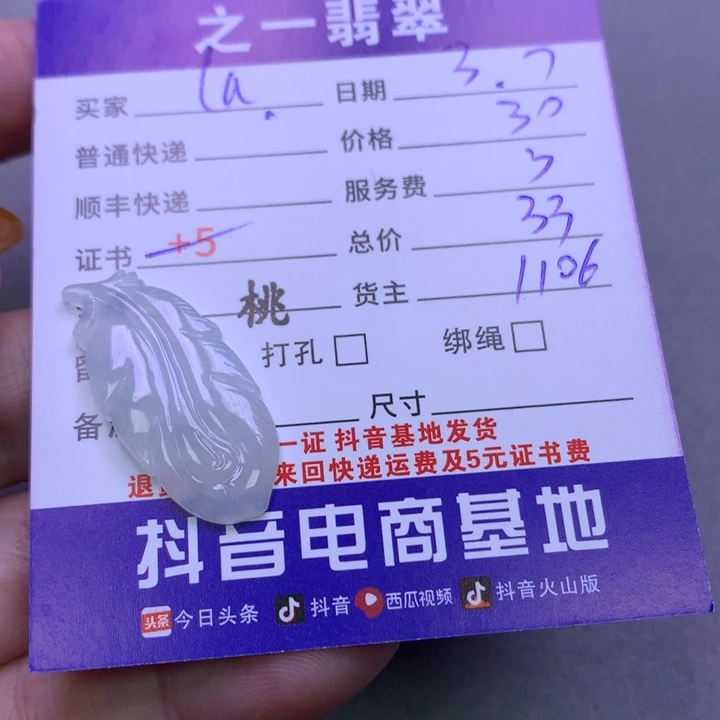 之一翡翠
买家 la. 日期 3.7
普通快递 价格 30
顺丰快递 服务费 3
证书 +5 总价 33
桃 货主 1106
打孔 绑绳
备 尺寸
一证 抖音基地发货
退 来回快递运费及5元证书费
抖音电商基地
头条 今日头条 抖音 西瓜视频 抖音火山版